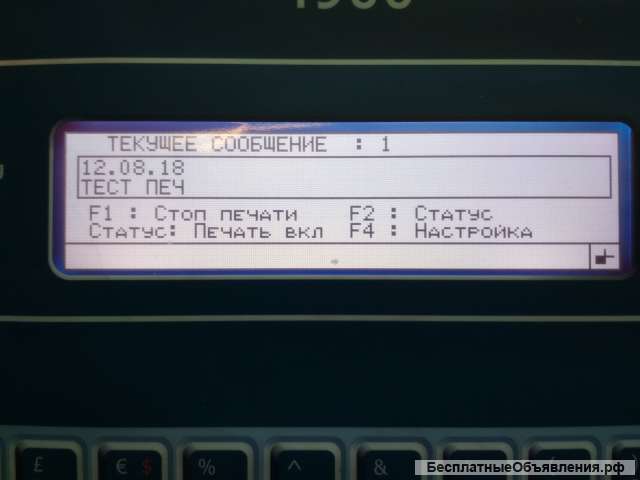 ТЕКУЩЕЕ СООБЩЕНИЕ : 1
12.08.18
ТЕСТ ПЕЧ
F1 : Стоп печати F2 : Статус
Статус: Печать вкл F4 : Настройка
£ € $ % ^ &
БесплатныеОбъявления.рф